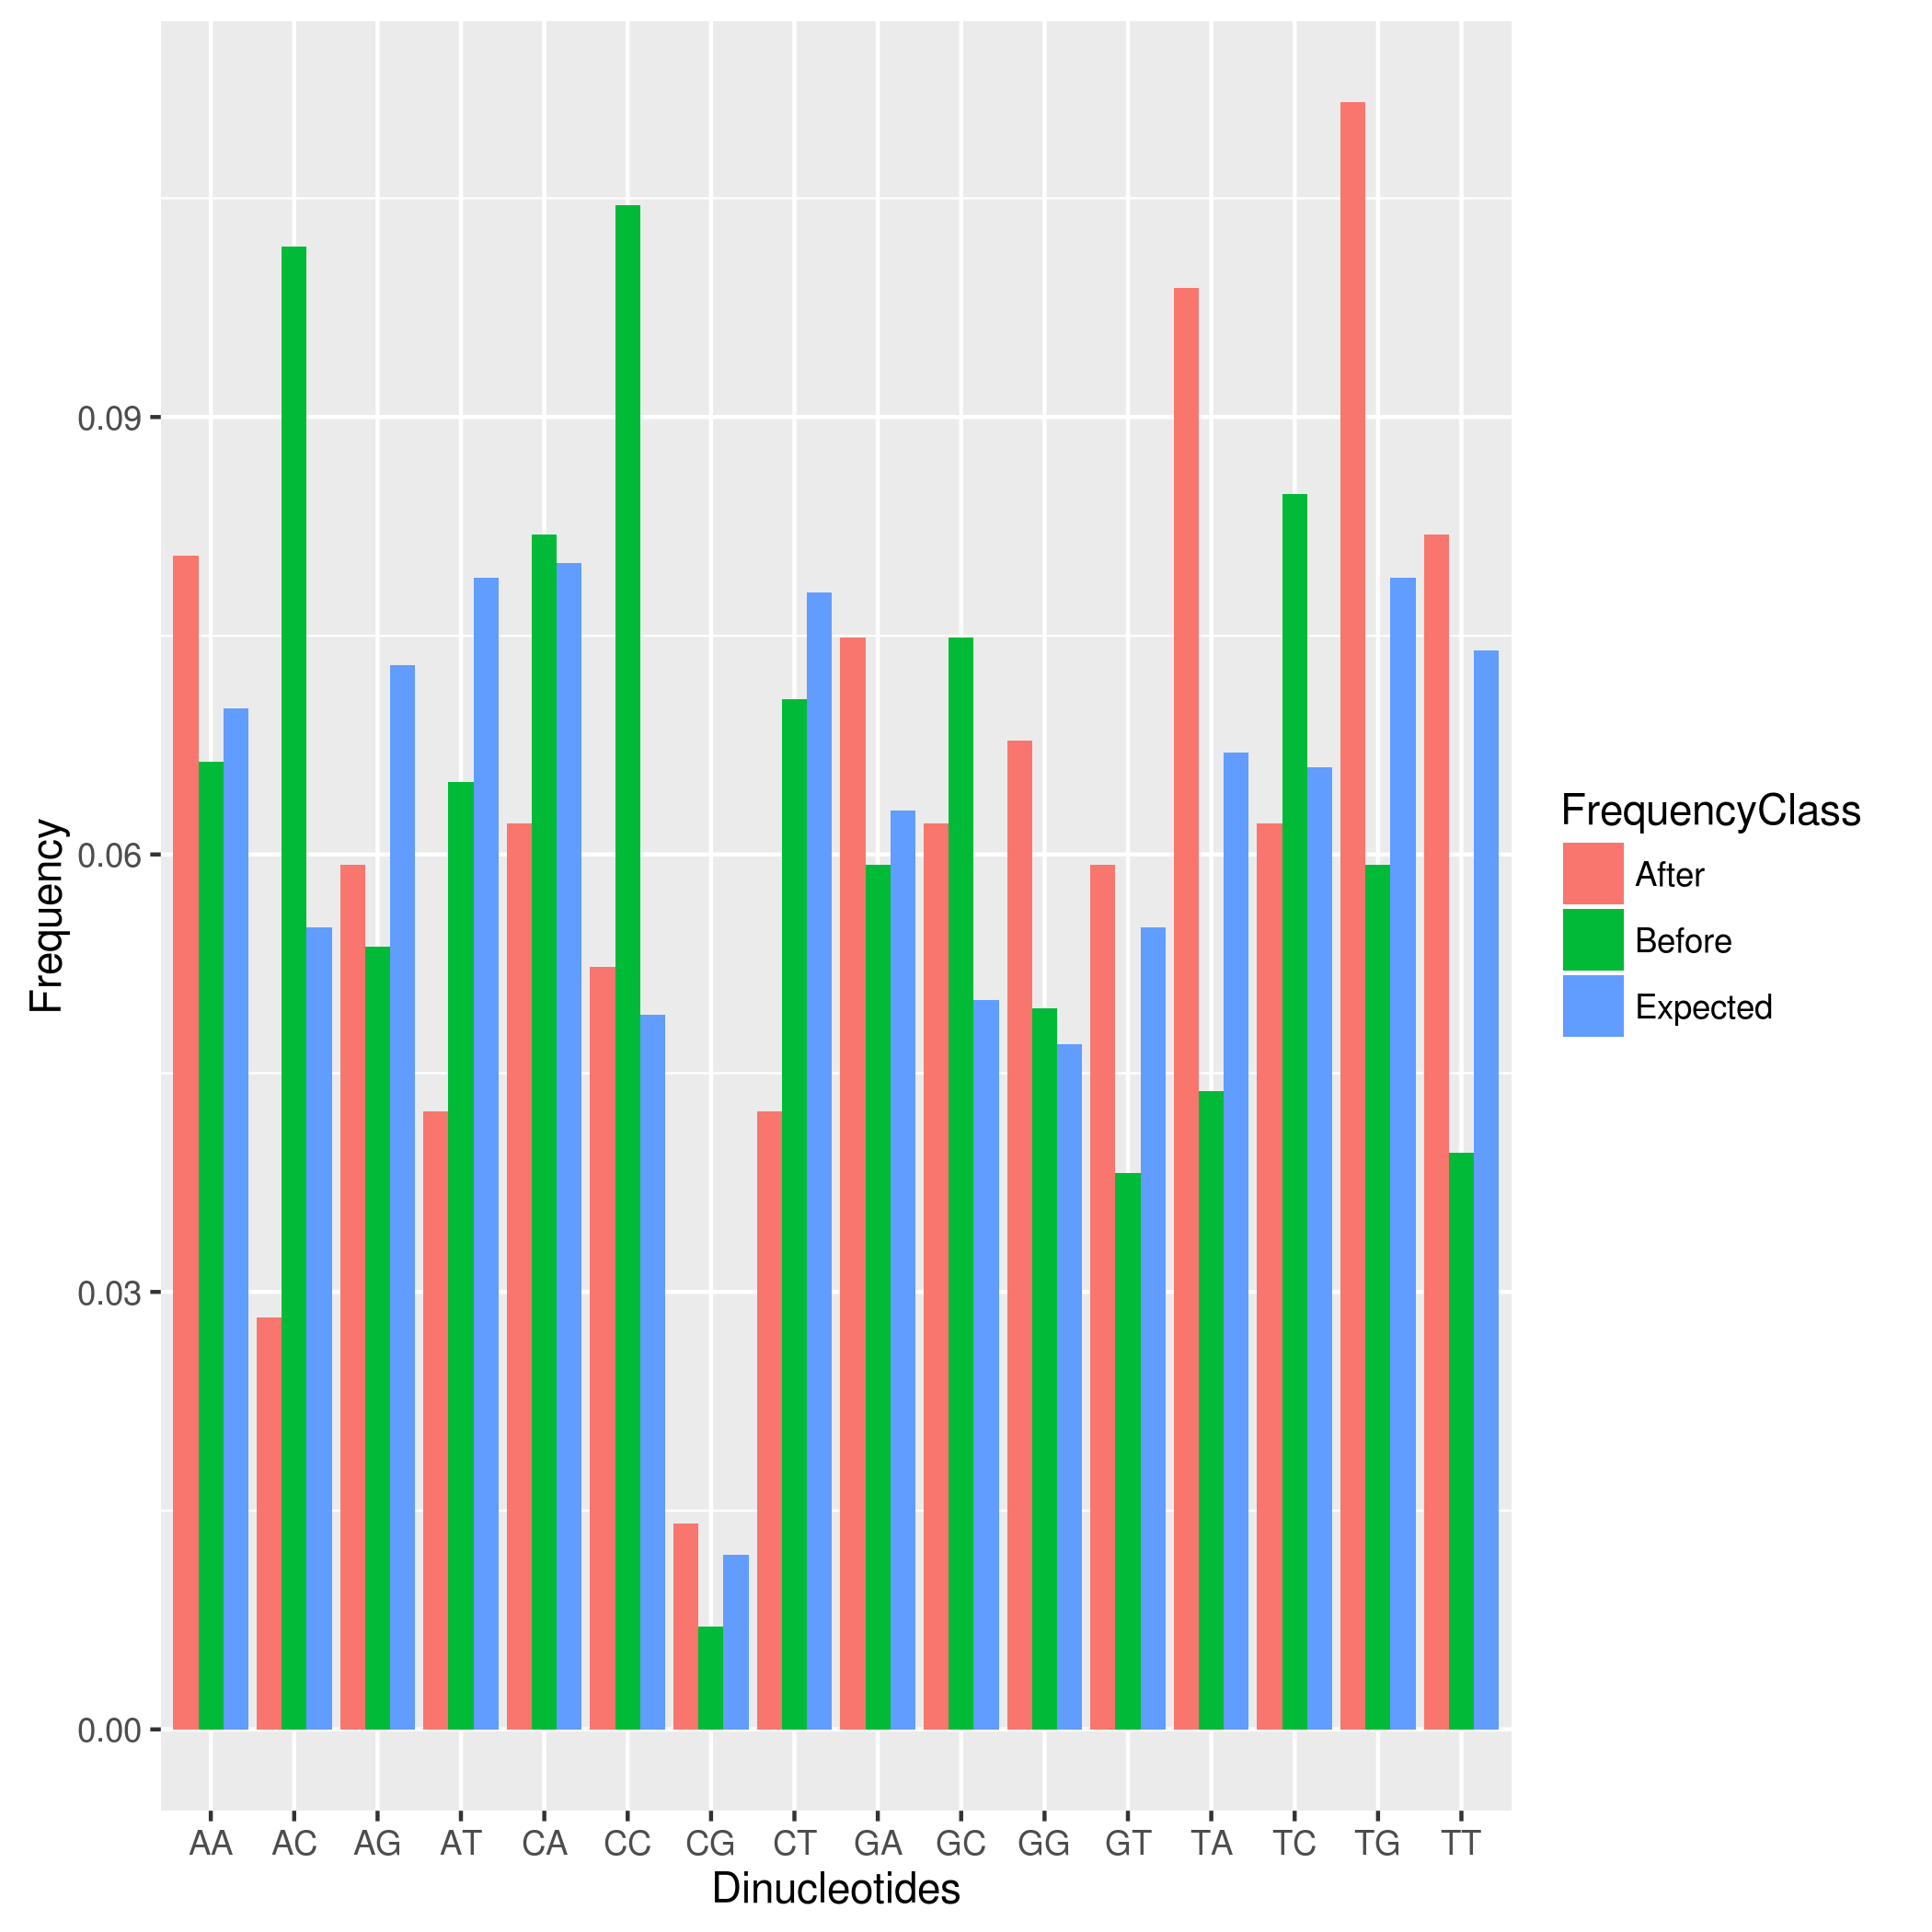 Frequency
0.09
0.06
0.03
0.00
AA AC AG AT CA CC CG CT GA GC GG GT TA TC TG TT
Dinucleotides
FrequencyClass
After
Before
Expected